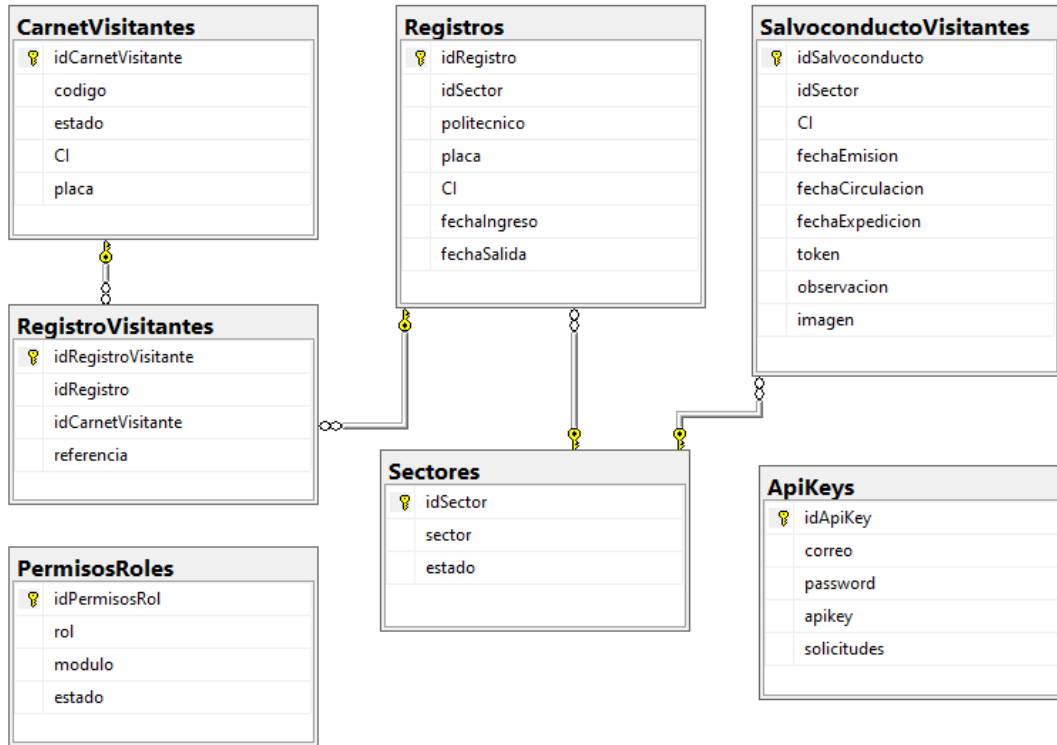 CarnetVisitantes
idCarnetVisitante
codigo
estado
CI
placa
Registros
idRegistro
idSector
politecnico
placa
CI
fechaIngreso
fechaSalida
SalvoconductoVisitantes
idSalvoconducto
idSector
CI
fechaEmision
fechaCirculacion
fechaExpedicion
token
observacion
imagen
RegistroVisitantes
idRegistroVisitante
idRegistro
idCarnetVisitante
referencia
Sectores
idSector
sector
estado
ApiKeys
idApiKey
correo
password
apikey
solicitudes
PermisosRoles
idPermisosRol
rol
modulo
estado